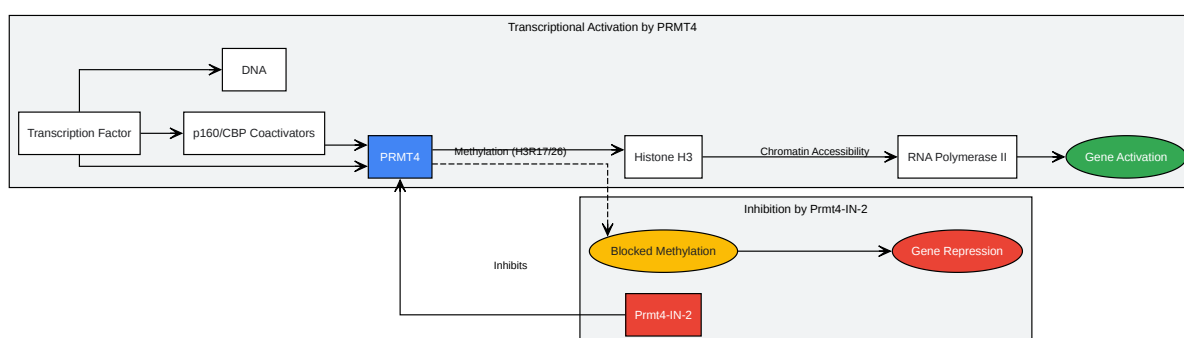 Transcriptional Activation by PRMT4
DNA
Transcription Factor
p160/CBP Coactivators
PRMT4
Methylation (H3R17/26)
Histone H3
Chromatin Accessibility
RNA Polymerase II
Gene Activation
Inhibition by Prmt4-IN-2
Blocked Methylation
Gene Repression
Inhibits
Prmt4-IN-2